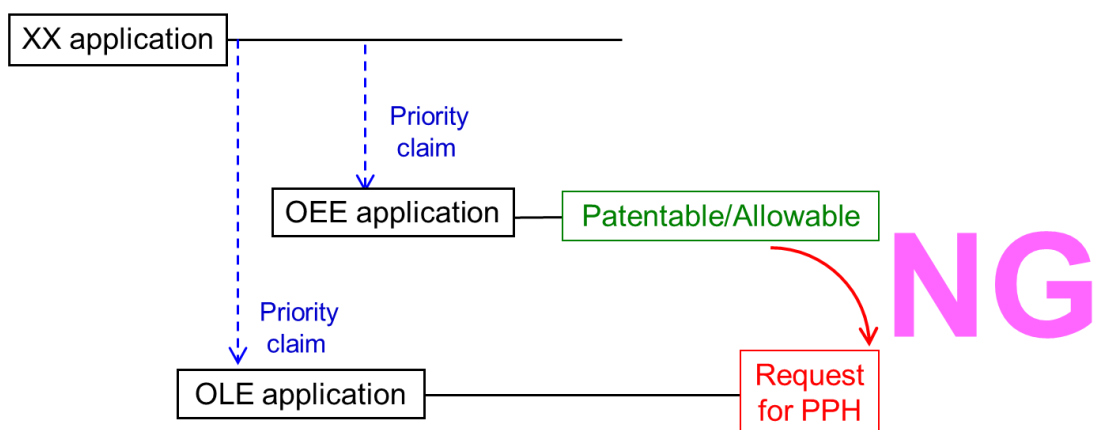 XX application
Priority
claim
OEE application
Patentable/Allowable
NG
Priority
claim
OLE application
Request
for PPH